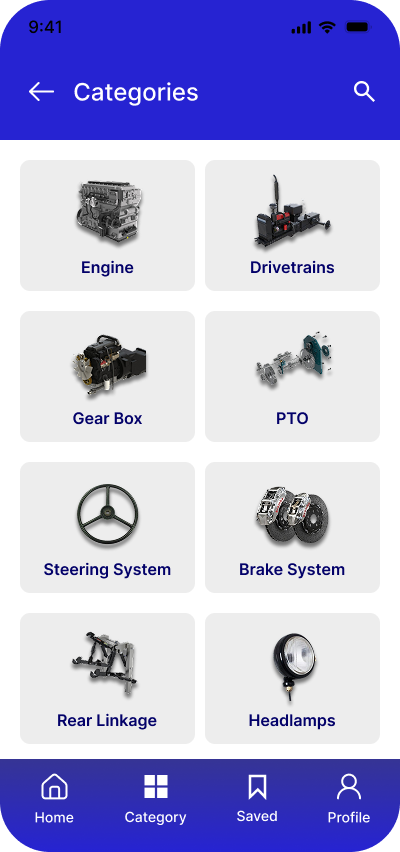 9:41
Categories
Engine
Drivetrains
Gear Box
PTO
Steering System
Brake System
Rear Linkage
Headlamps
Home
Category
Saved
Profile